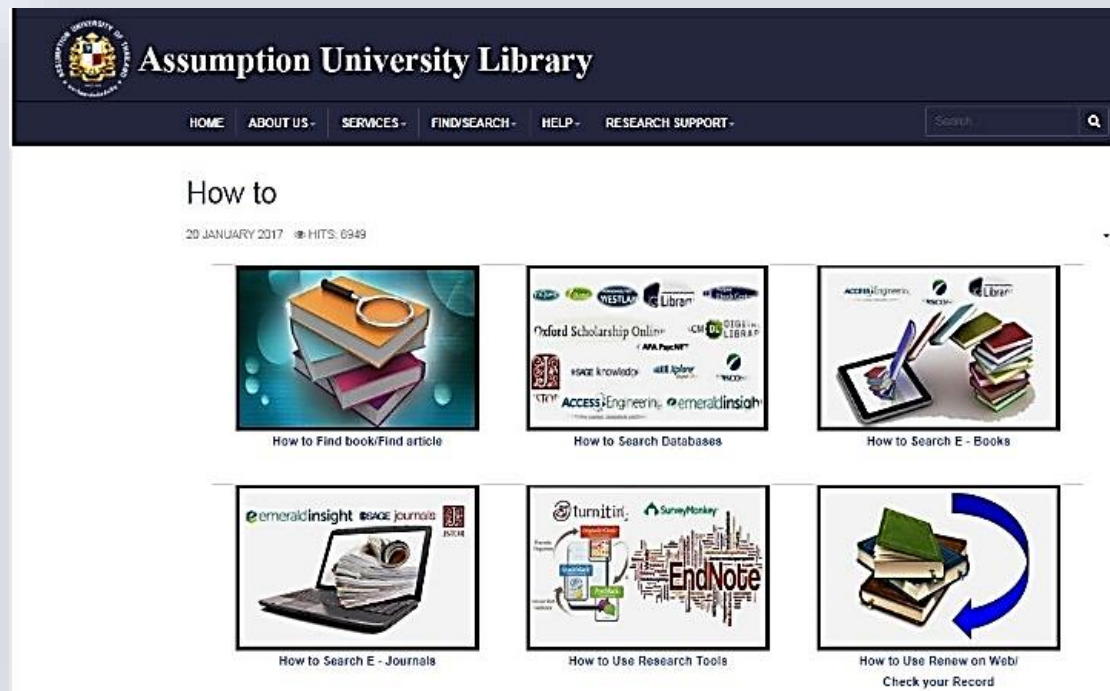 Assumption University Library
HOME ABOUT US SERVICES FIND/SEARCH HELP RESEARCH SUPPORT
Search
How to
20 JANUARY 2017 HITS: 6949
WESTLAW
Oxford Scholarship Online
APA PsycNET
SAGE knowledge
JSTOR ACCESS Engineering emeraldinsight
ACCESS Engineering
How to Find book/Find article
How to Search Databases
How to Search E - Books
emeraldinsight SAGE journals JSTOR
turnitin SurveyMonkey
EndNote
How to Search E - Journals
How to Use Research Tools
How to Use Renew on Web/
Check your Record